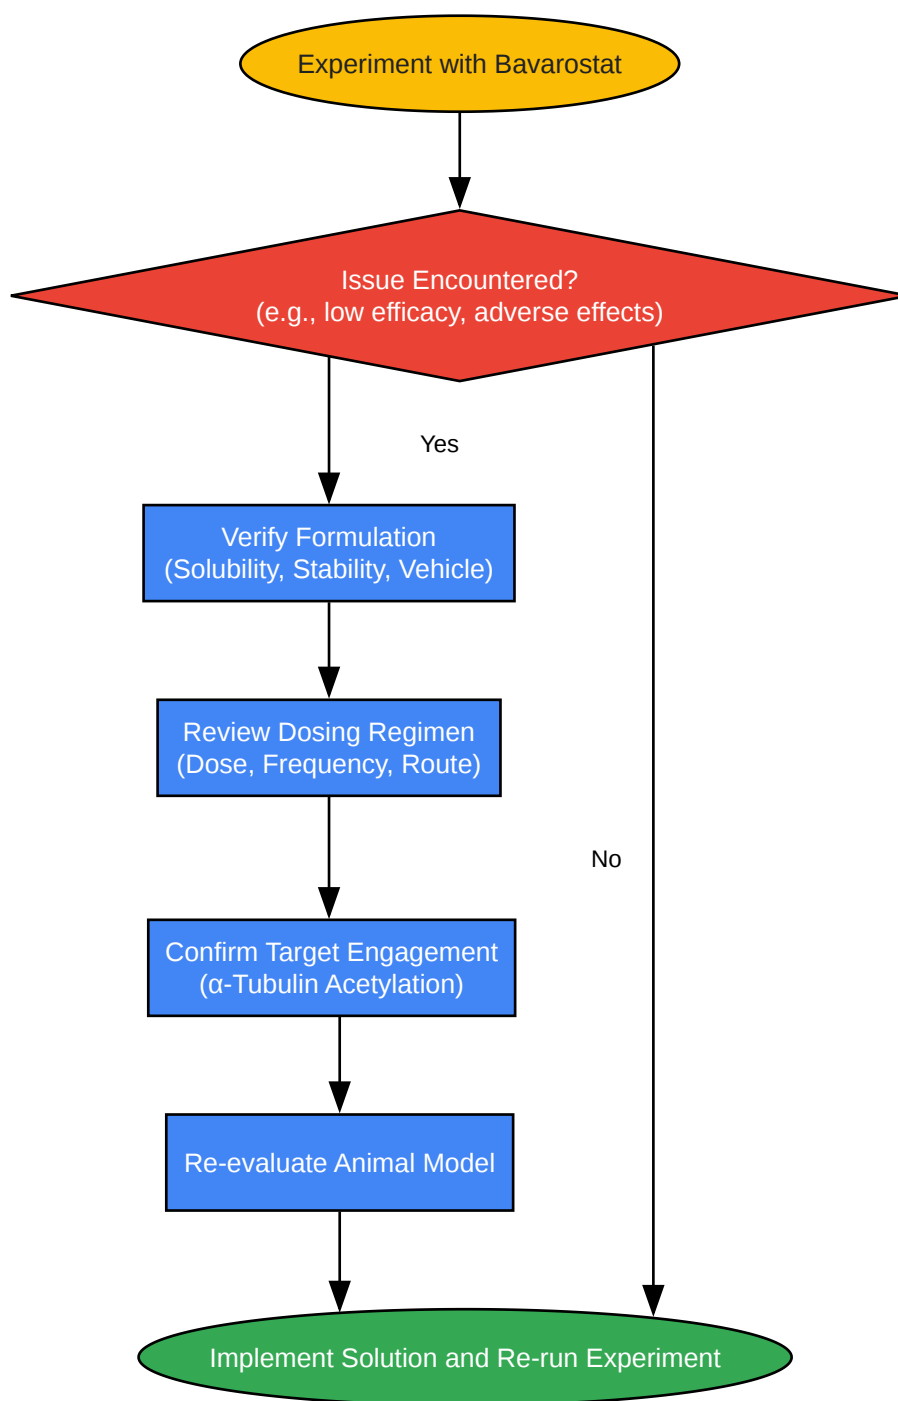 Experiment with Bavarostat
Issue Encountered?
(e.g., low efficacy, adverse effects)
Yes
Verify Formulation
(Solubility, Stability, Vehicle)
Review Dosing Regimen
(Dose, Frequency, Route)
No
Confirm Target Engagement
(α-Tubulin Acetylation)
Re-evaluate Animal Model
Implement Solution and Re-run Experiment